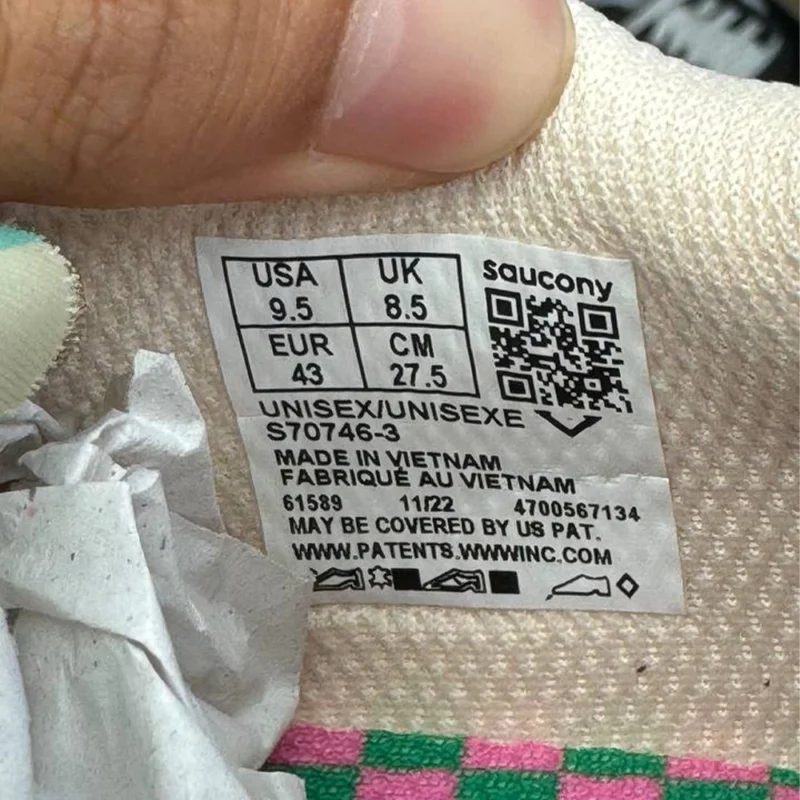 USA UK
9.5 8.5
EUR CM
43 27.5
saucony
UNISEX/UNISEXE
S70746-3
MADE IN VIETNAM
FABRIQUÉ AU VIETNAM
61589 11/22 4700567134
MAY BE COVERED BY US PAT.
WWW.PATENTS.WWWINC.COM